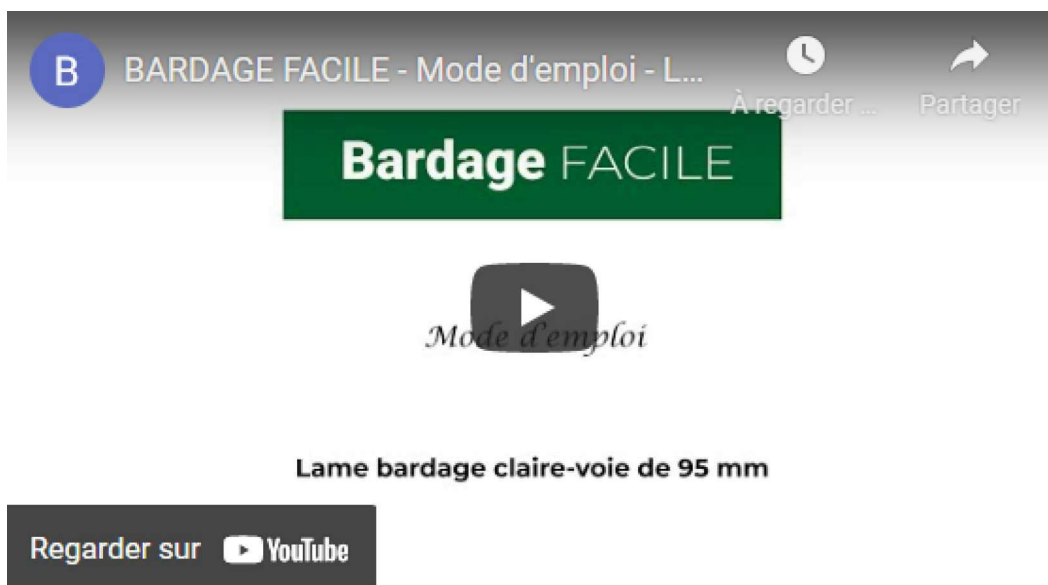 B
BARDAGE FACILE - Mode d'emploi - L...
À regarder ...
Partager
Bardage FACILE
Mode d'emploi
Lame bardage claire-voie de 95 mm
Regarder sur YouTube